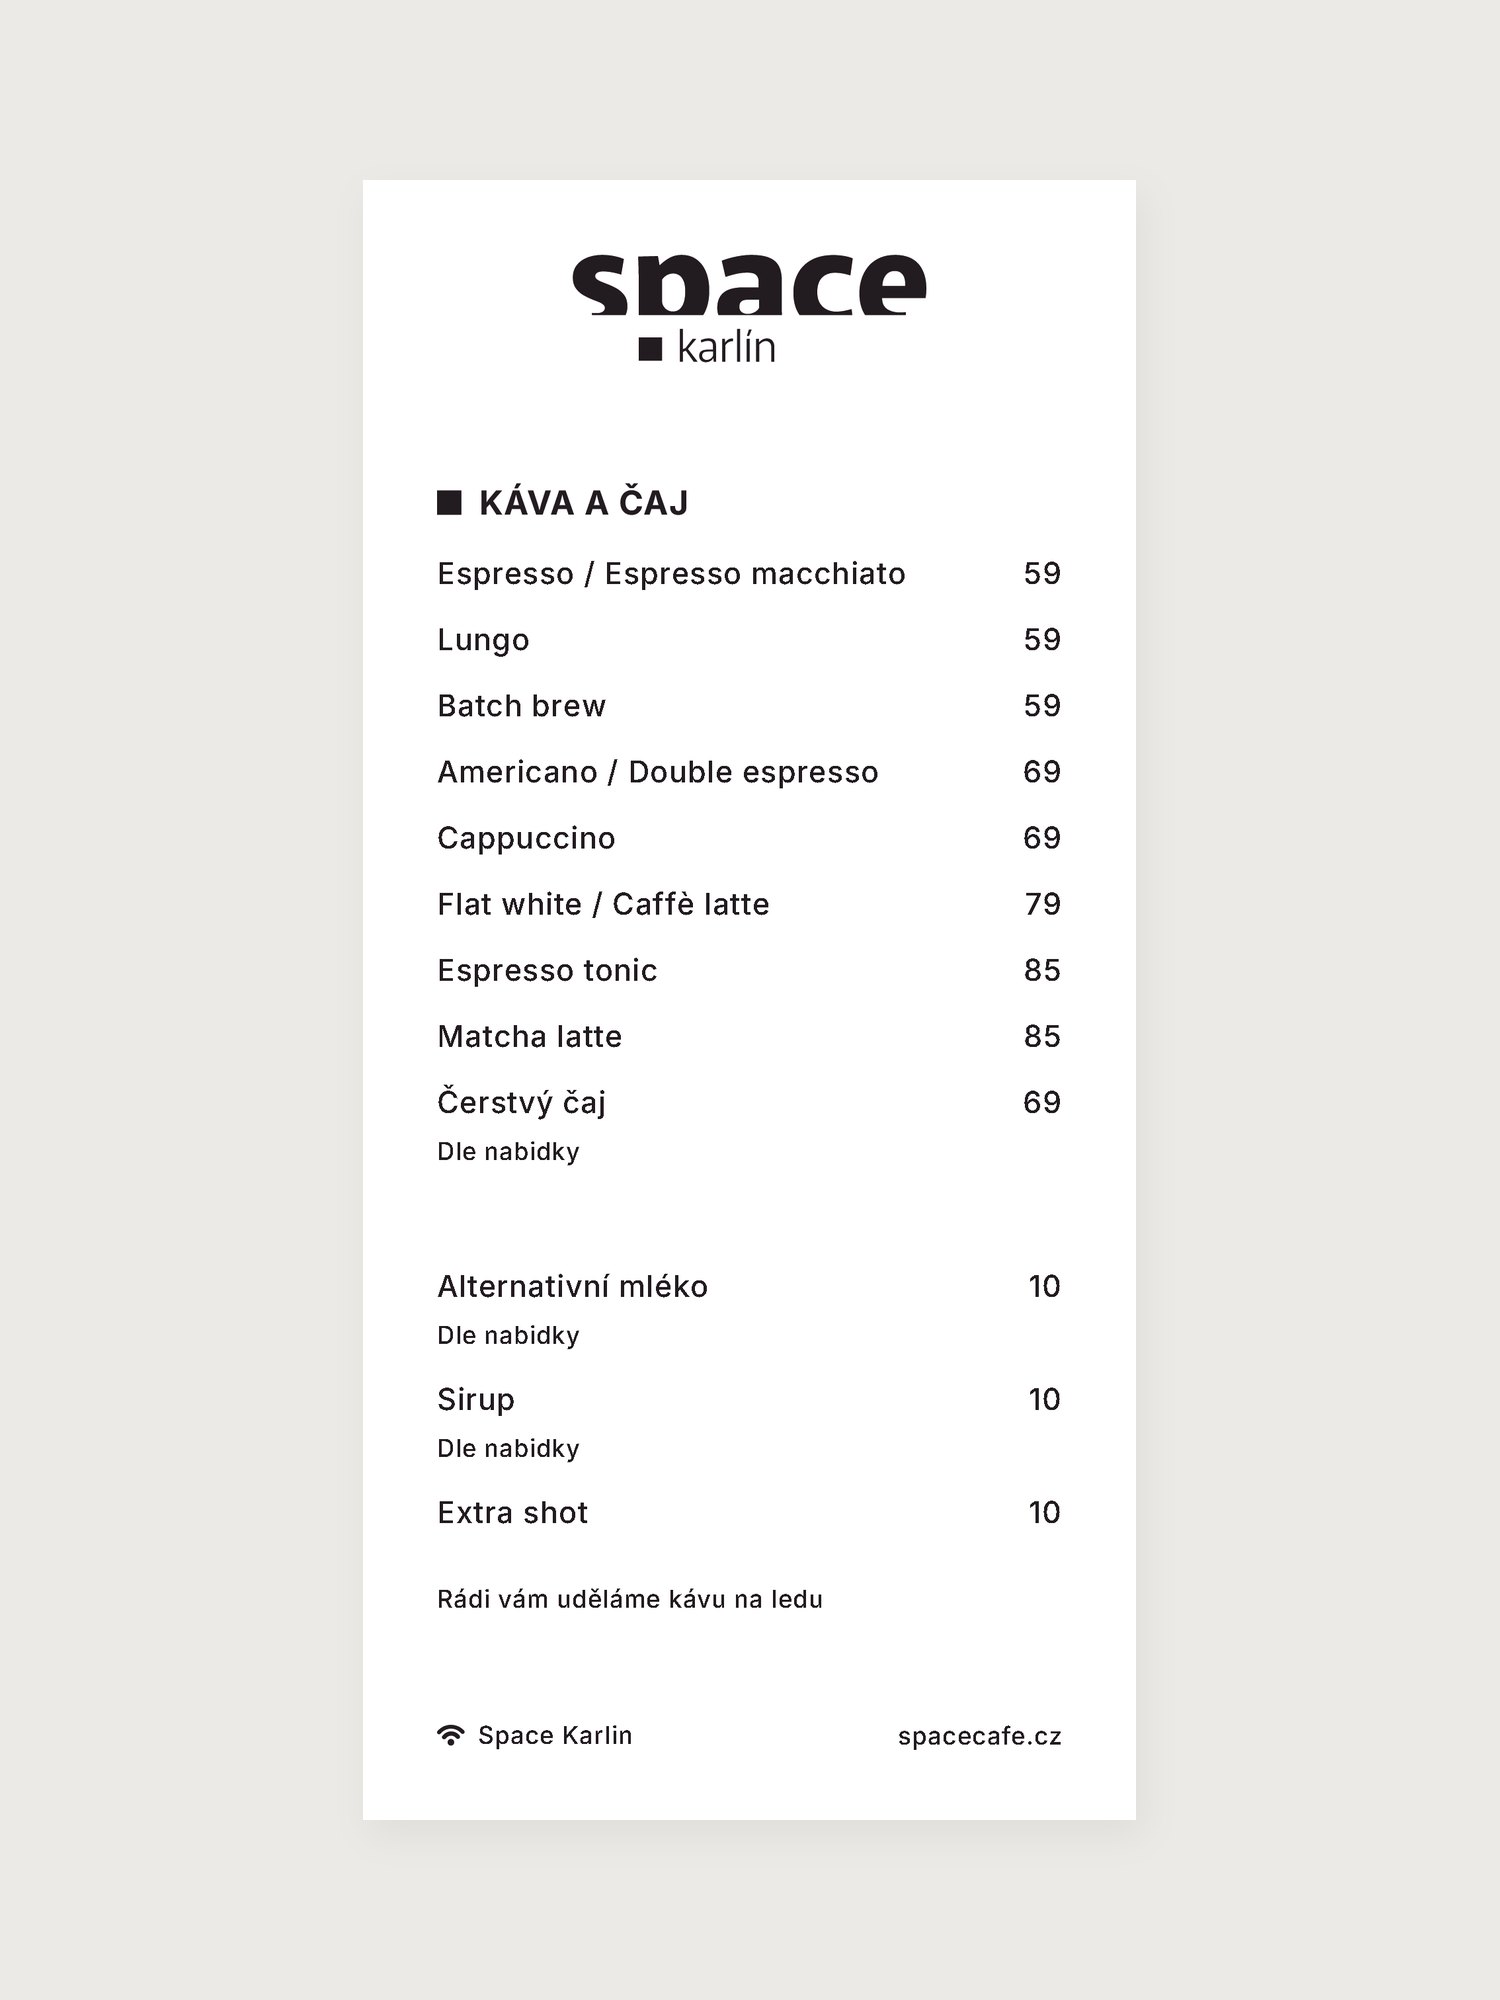 space
karlín
KÁVA A ČAJ
Espresso / Espresso macchiato 59
Lungo 59
Batch brew 59
Americano / Double espresso 69
Cappuccino 69
Flat white / Caffè latte 79
Espresso tonic 85
Matcha latte 85
Čerstvý čaj 69
Dle nabidky
Alternativní mléko 10
Dle nabidky
Sirup 10
Dle nabidky
Extra shot 10
Rádi vám uděláme kávu na ledu
Space Karlin spacecafe.cz